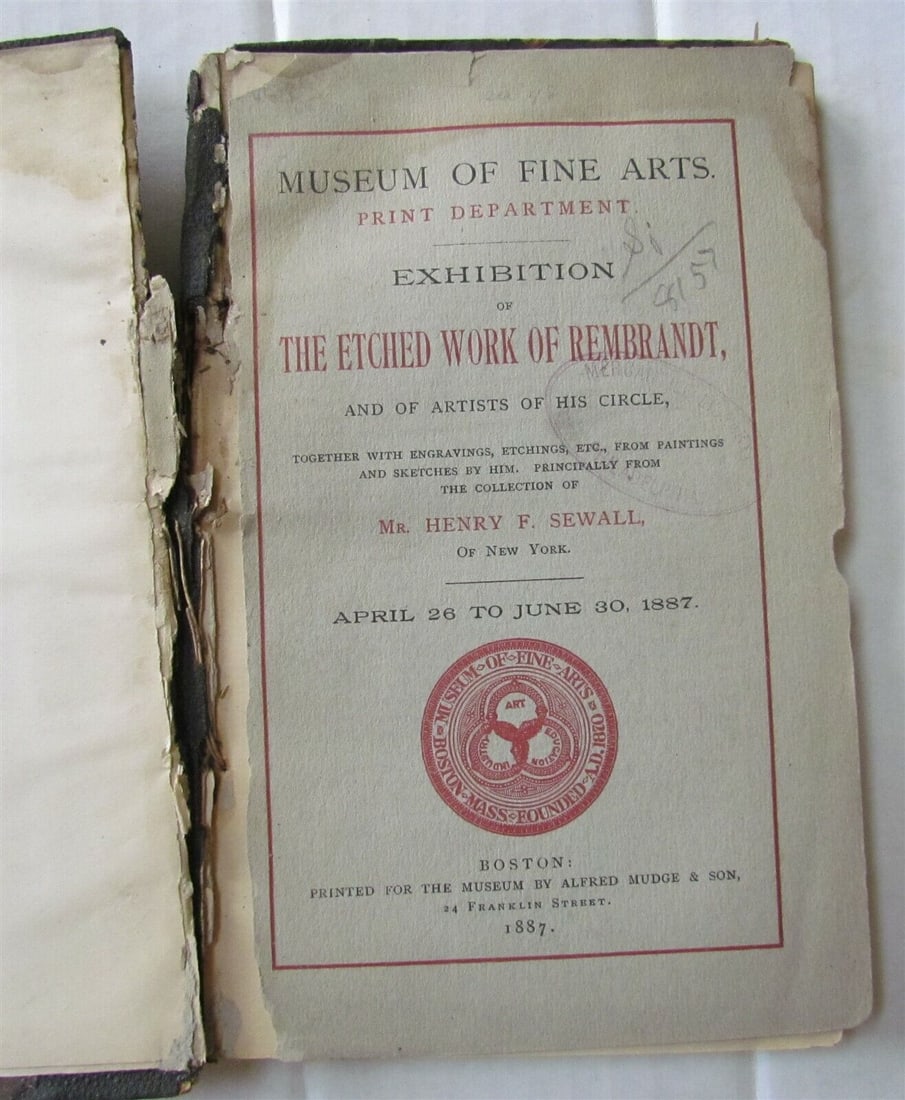 MUSEUM OF FINE ARTS.
PRINT DEPARTMENT.
EXHIBITION
OF
THE ETCHED WORK OF REMBRANDT,
AND OF ARTISTS OF HIS CIRCLE,
TOGETHER WITH ENGRAVINGS, ETCHINGS, ETC., FROM PAINTINGS
AND SKETCHES BY HIM. PRINCIPALLY FROM
THE COLLECTION OF
MR. HENRY F. SEWALL,
OF NEW YORK.
APRIL 26 TO JUNE 30, 1887.
MUSEUM·OF·FINE·ARTS
BOSTON·MASS·FOUNDED·A.D.1870
ART
INDUSTRY
EDUCATION
BOSTON:
PRINTED FOR THE MUSEUM BY ALFRED MUDGE & SON,
24 FRANKLIN STREET.
1887.